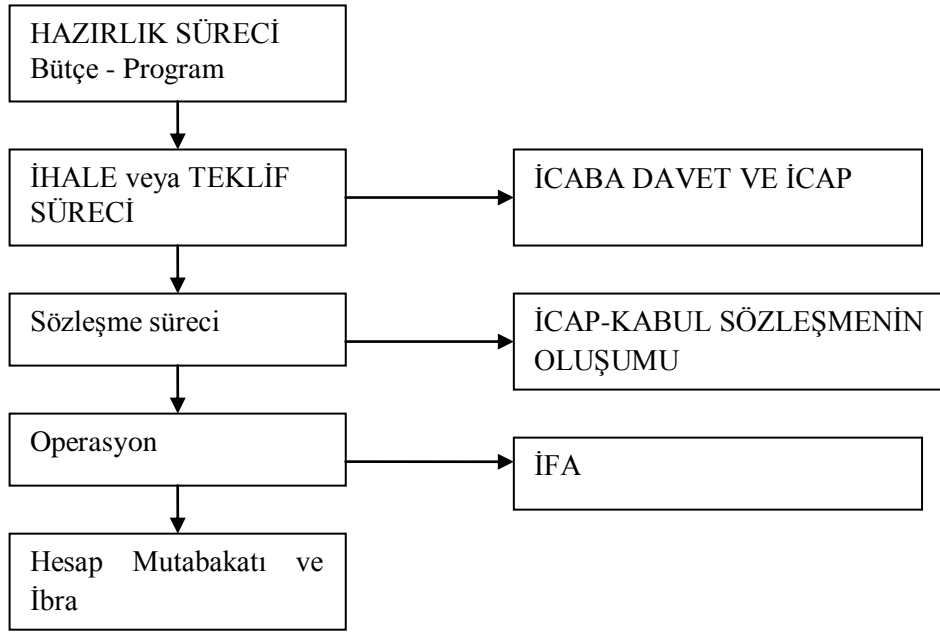 HAZIRLIK SÜRECİ
Bütçe - Program
İHALE veya TEKLİF
SÜRECİ
İCABA DAVET VE İCAP
Sözleşme süreci
İCAP-KABUL SÖZLEŞMENİN
OLUŞUMU
Operasyon
İFA
Hesap Mutabakatı ve
İbra